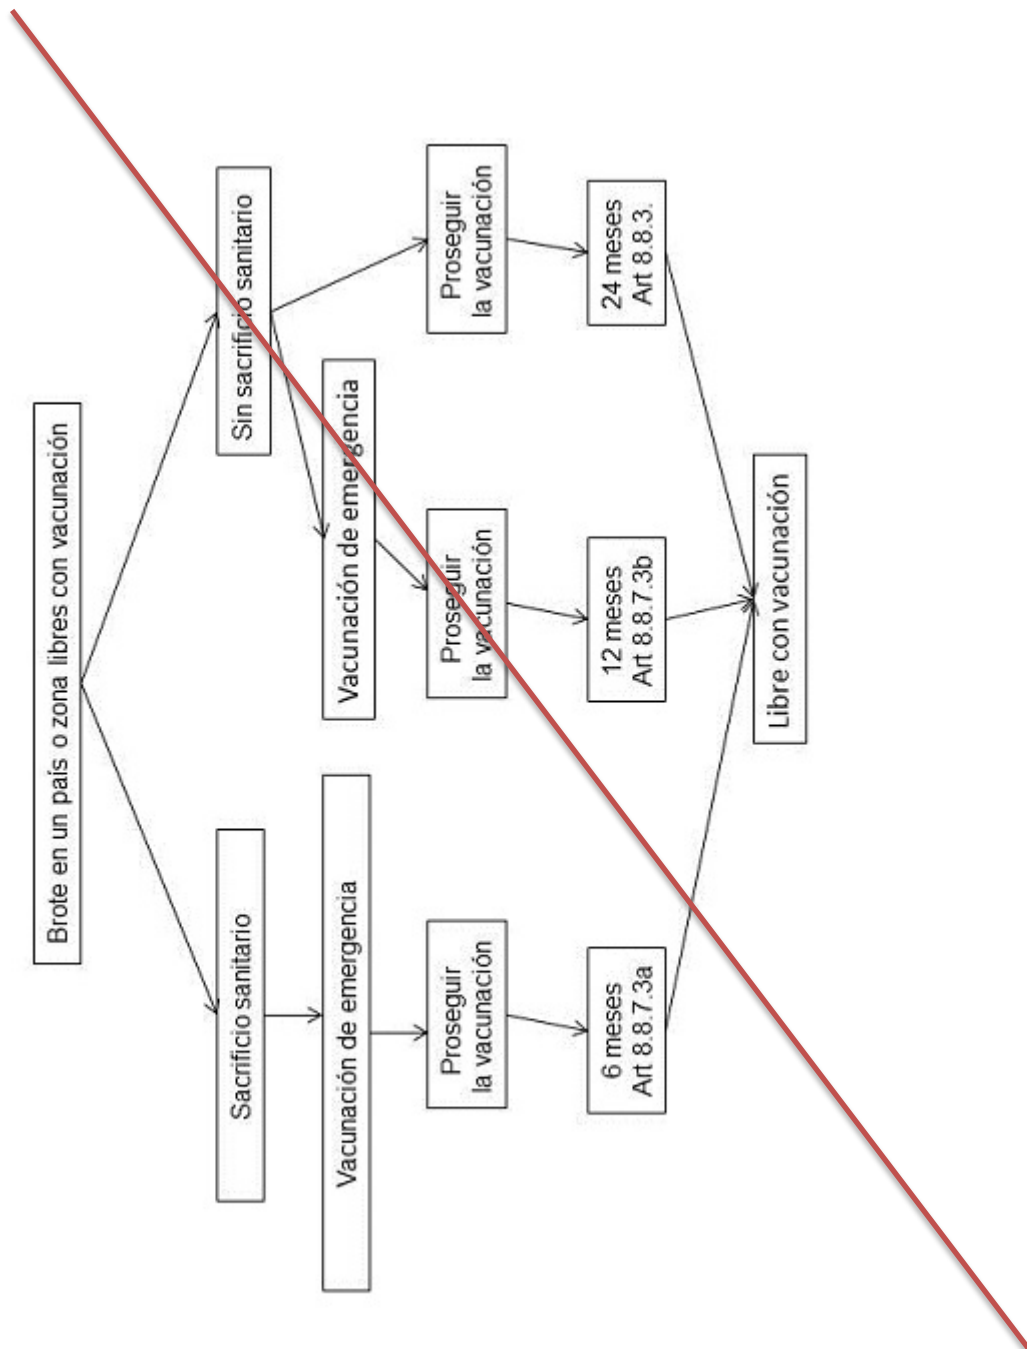 Brote en un país o zona libres con vacunación
Sacrificio sanitario
Sin sacrificio sanitario
Vacunación de emergencia
Vacunación de emergencia
Proseguir
la vacunación
Proseguir
la vacunación
Proseguir
la vacunación
6 meses
Art 8.8.7.3a
12 meses
Art 8.8.7.3b
24 meses
Art 8.8.3.
Libre con vacunación